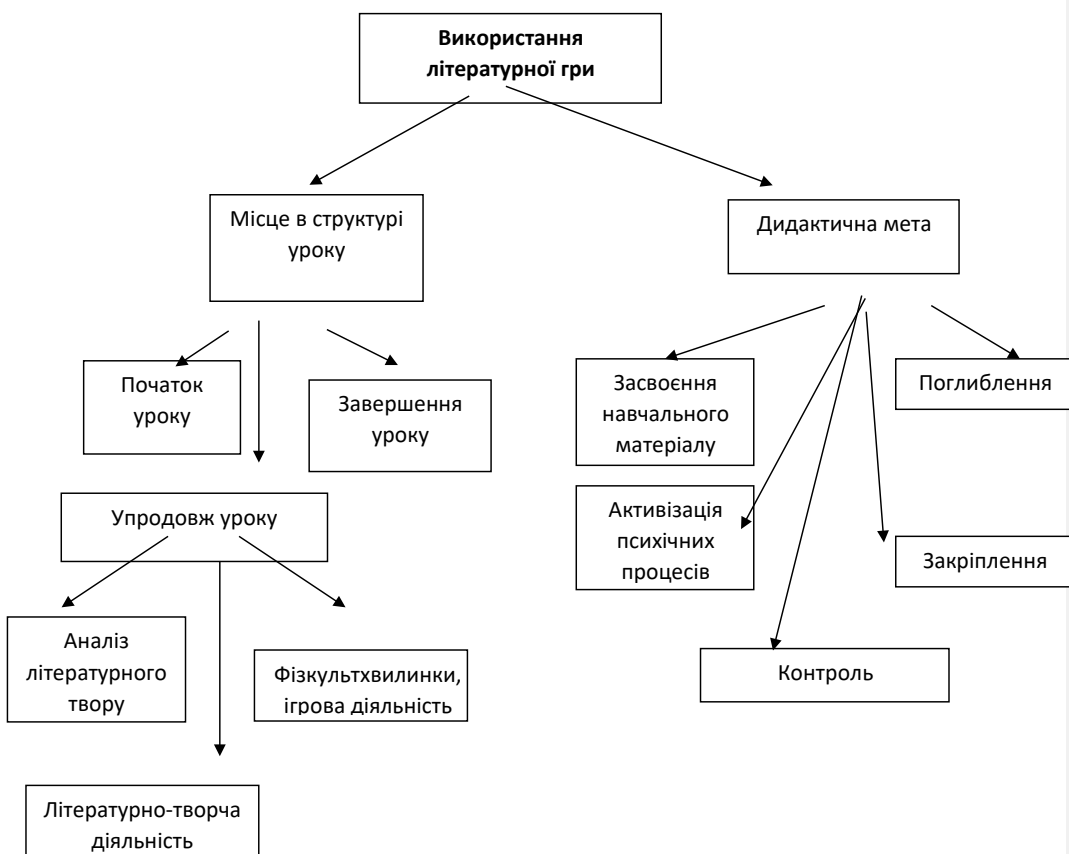 Використання
літературної гри
Місце в структурі
уроку
Дидактична мета
Початок
уроку
Завершення
уроку
Засвоєння
навчального
матеріалу
Поглиблення
Упродовж уроку
Активізація
психічних
процесів
Закріплення
Аналіз
літературного
твору
Фізкультхвилинки,
ігрова діяльність
Контроль
Літературно-творча
діяльність